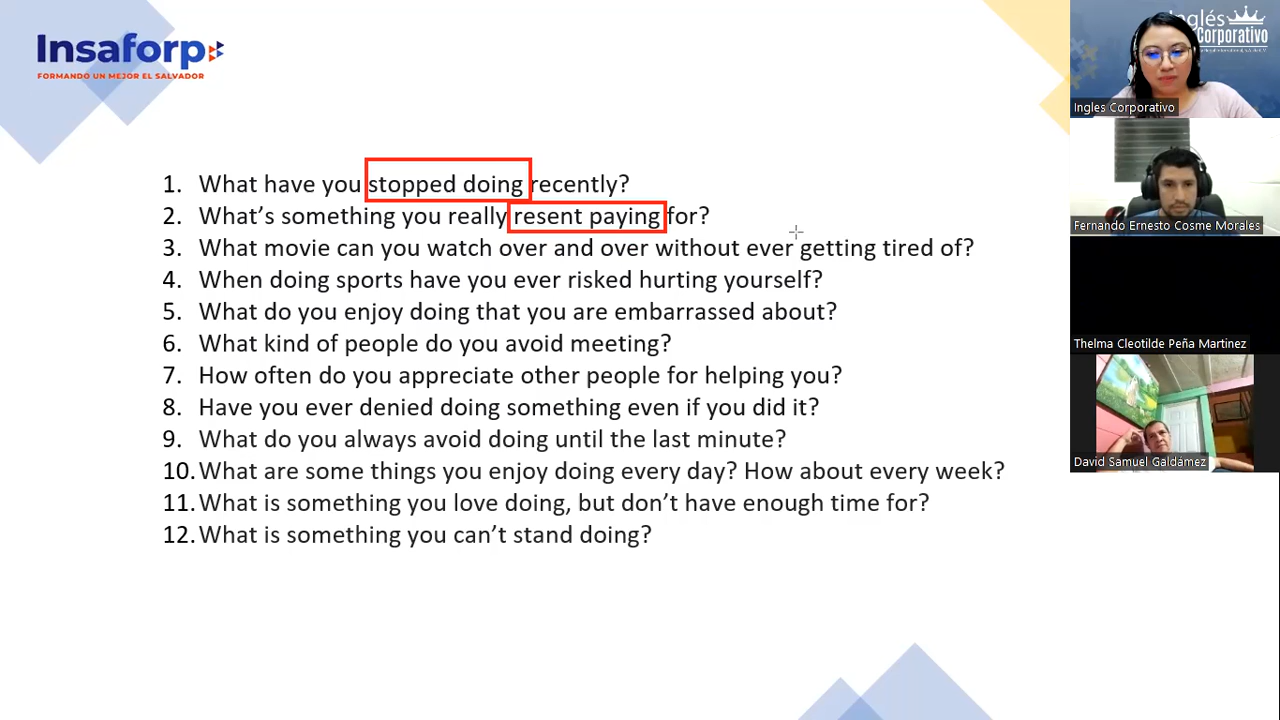 Insaforp
FORMANDO UN MEJOR EL SALVADOR
1. What have you stopped doing recently?
2. What's something you really resent paying for?
3. What movie can you watch over and over without ever getting tired of?
4. When doing sports have you ever risked hurting yourself?
5. What do you enjoy doing that you are embarrassed about?
6. What kind of people do you avoid meeting?
7. How often do you appreciate other people for helping you?
8. Have you ever denied doing something even if you did it?
9. What do you always avoid doing until the last minute?
10. What are some things you enjoy doing every day? How about every week?
11. What is something you love doing, but don't have enough time for?
12. What is something you can't stand doing?
Inglés
Corporativo
Ingles Corporativo
Fernando Ernesto Cosme Morales
Thelma Cleotilde Peña Martinez
David Samuel Galdámez